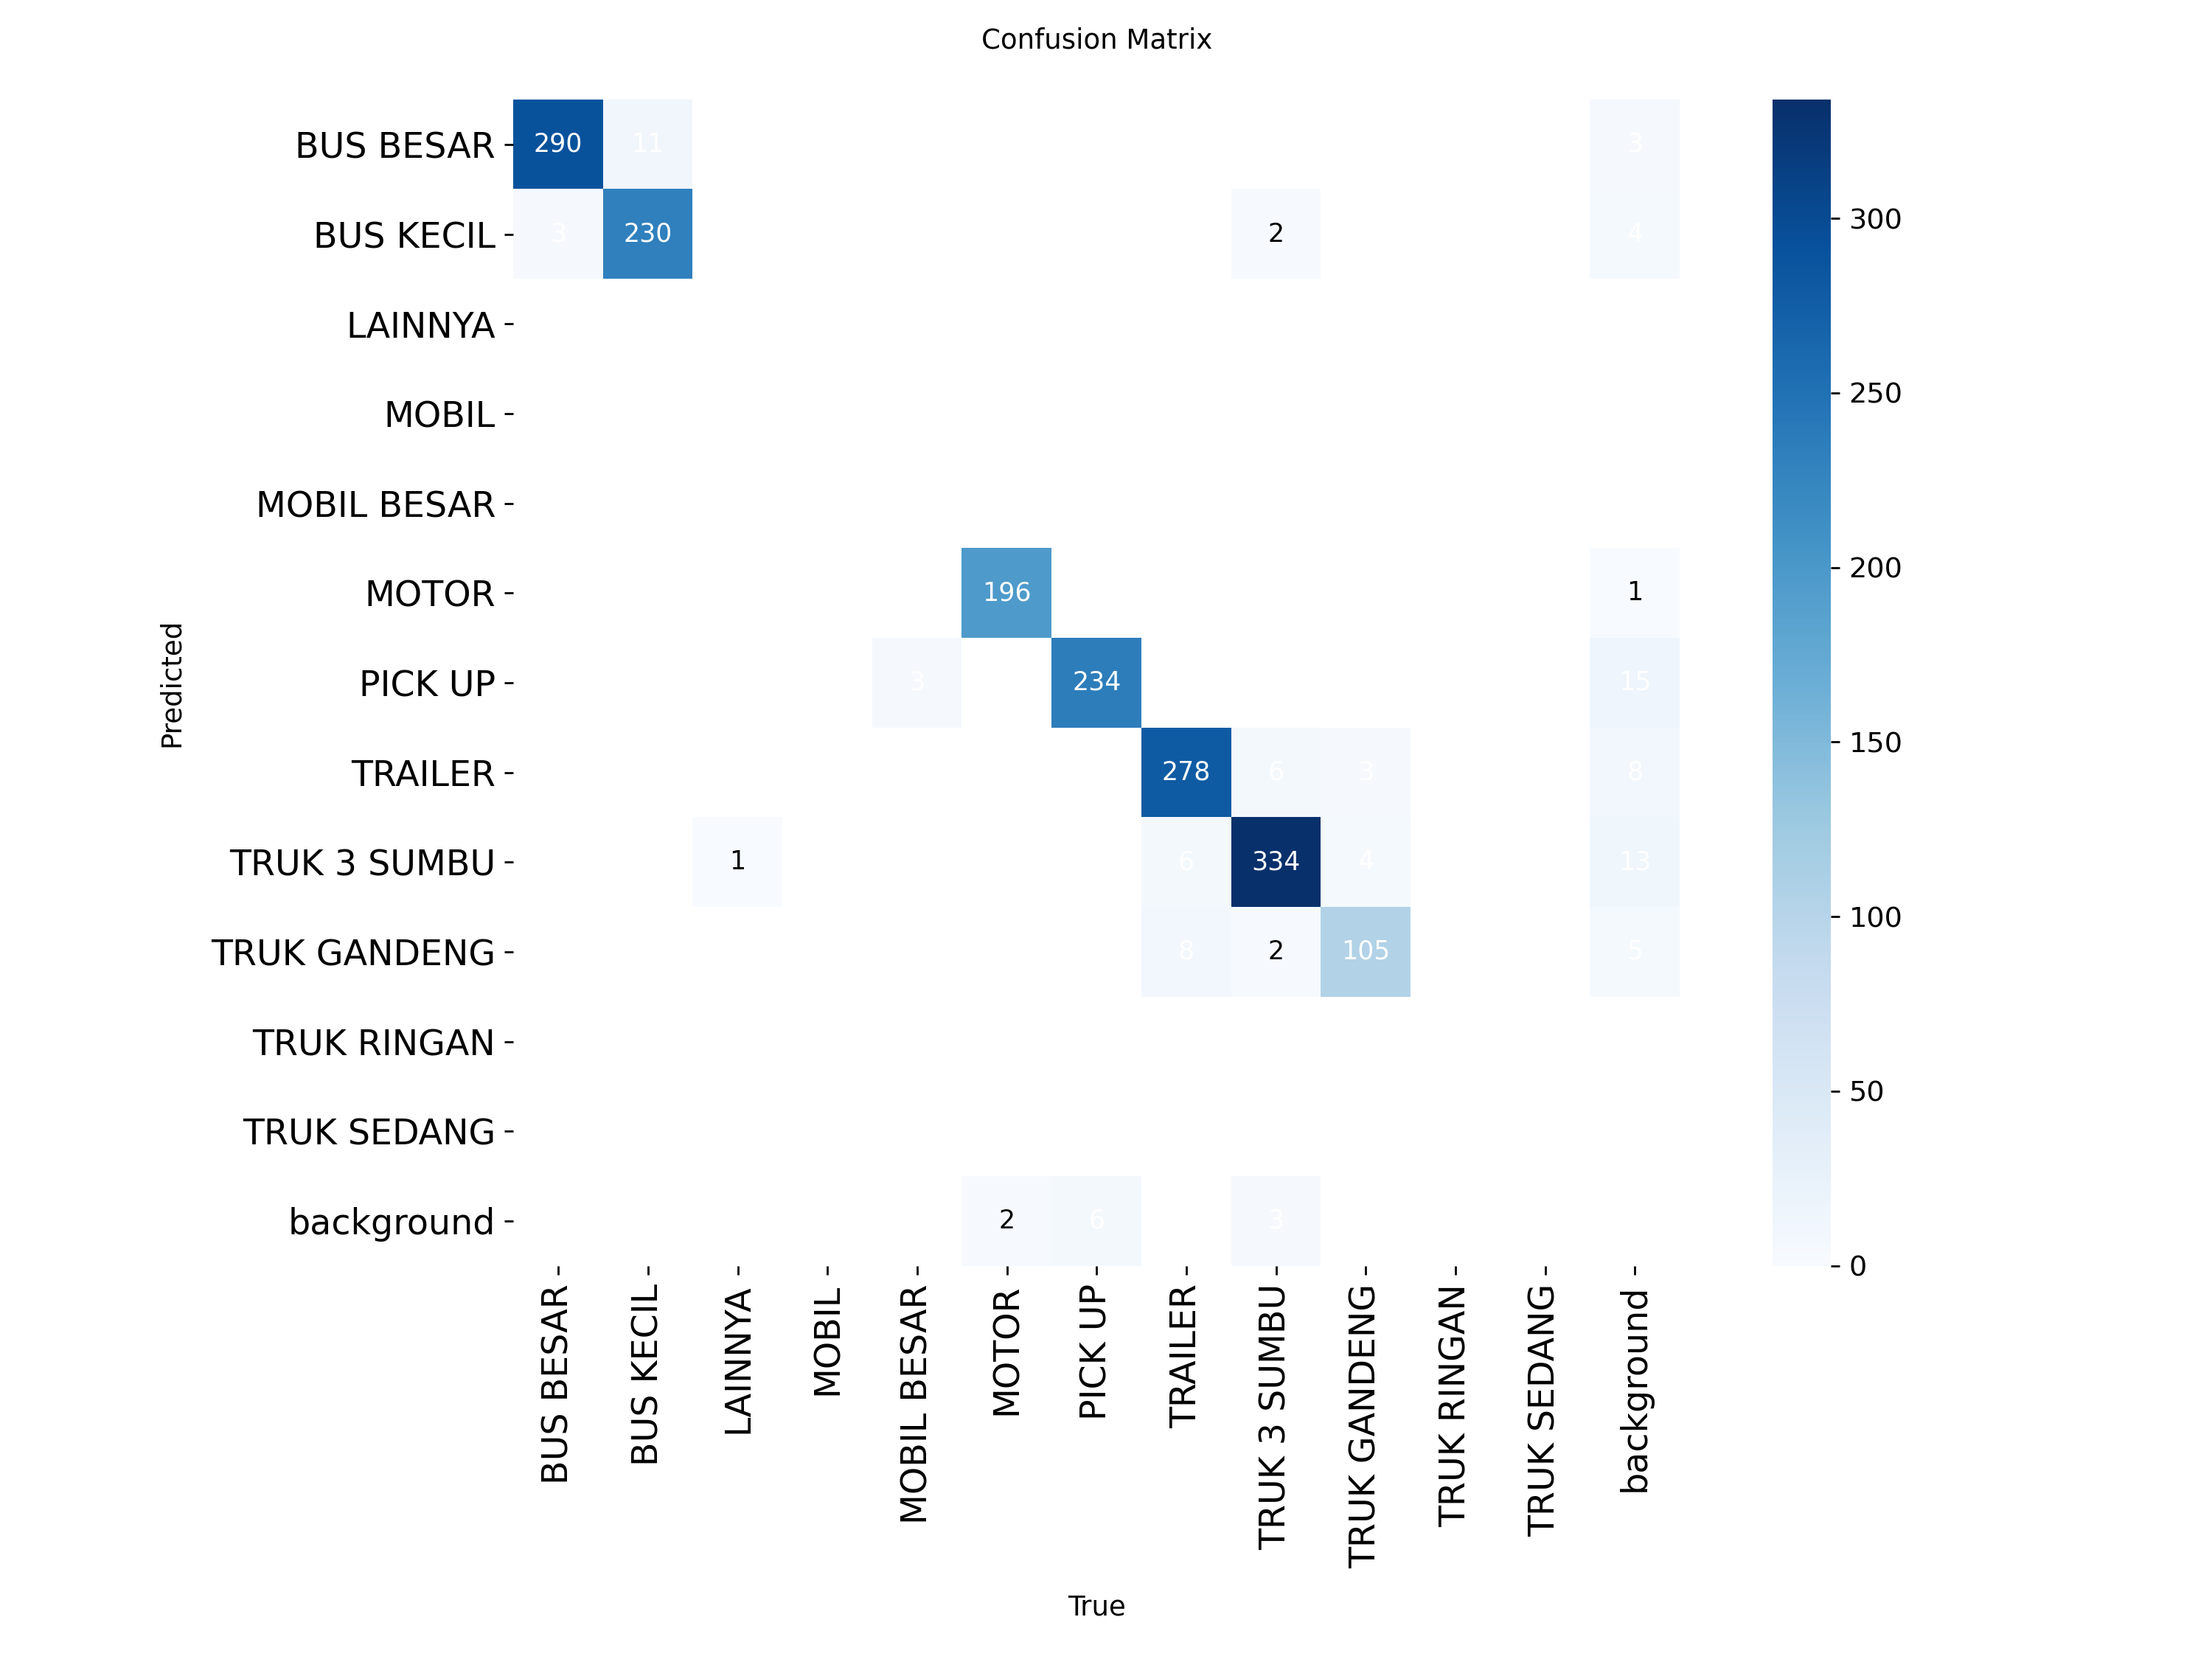 Confusion Matrix
BUS BESAR 290 11 3
BUS KECIL 3 230 2 4
LAINNYA
MOBIL
MOBIL BESAR
MOTOR 196 1
PICK UP 3 234 15
TRAILER 278 6 3 8
TRUK 3 SUMBU 1 6 334 4 13
TRUK GANDENG 8 2 105 5
TRUK RINGAN
TRUK SEDANG
background 2 6 3
Predicted
BUS BESAR
BUS KECIL
LAINNYA
MOBIL
MOBIL BESAR
MOTOR
PICK UP
TRAILER
TRUK 3 SUMBU
TRUK GANDENG
TRUK RINGAN
TRUK SEDANG
background
True
300
250
200
150
100
50
0